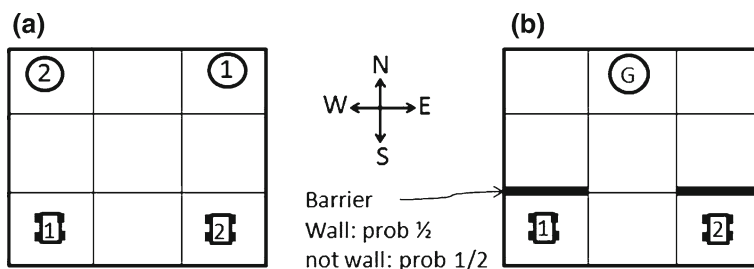 (a)
2
1
1
2
N
W E
S
Barrier
Wall: prob ½
not wall: prob 1/2
(b)
G
1
2